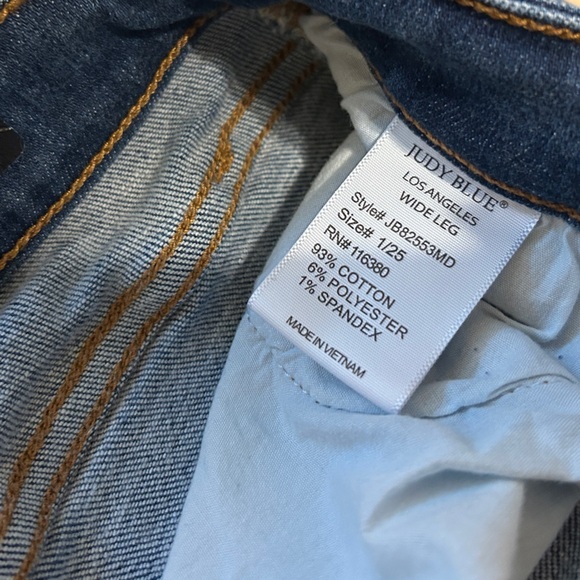 JUDY BLUE®
LOS ANGELES
WIDE LEG
Style# JB82553MD
Size# 1/25
RN#116380
93% COTTON
6% POLYESTER
1% SPANDEX
MADE IN VIETNAM